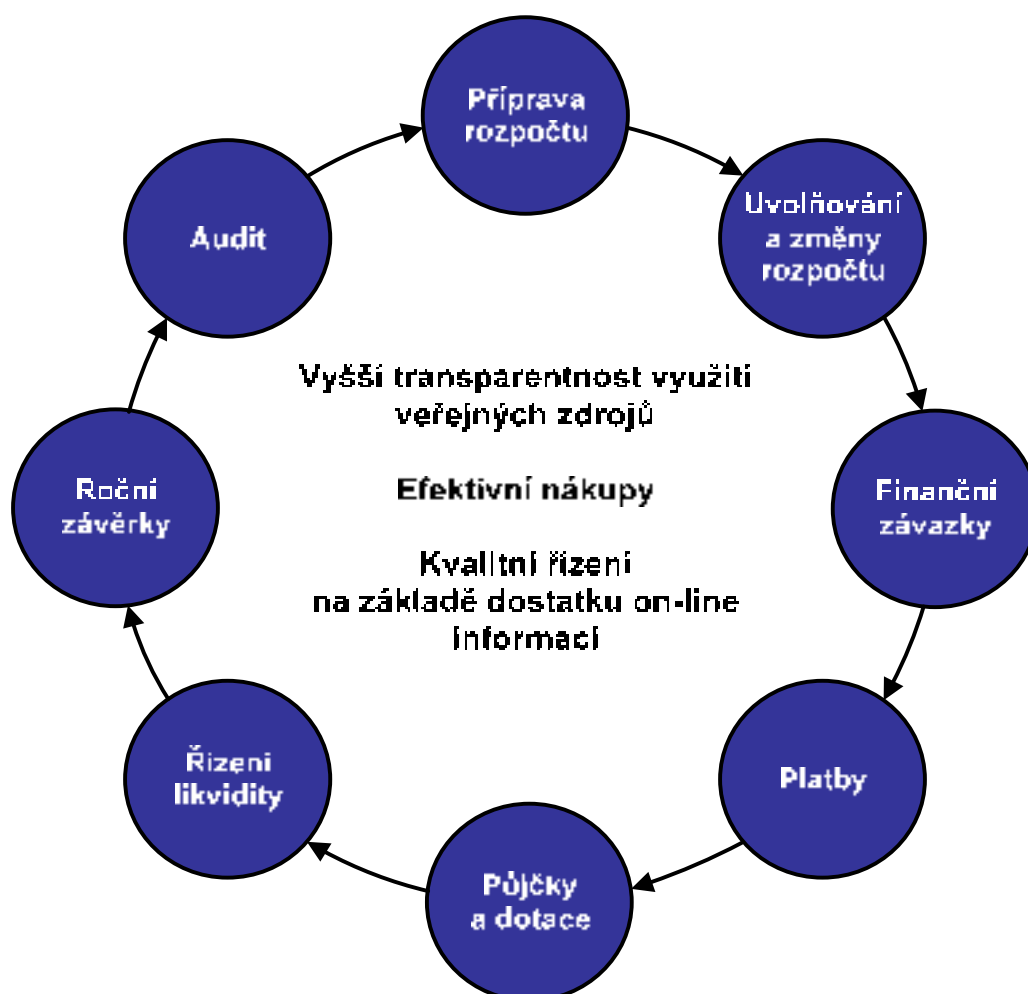 Příprava
rozpočtu
Uvolňování
a změny
rozpočtu
Finanční
závazky
Platby
Půjčky
a dotace
Řízení
likvidity
Roční
závěrky
Audit
Vyšší transparentnost využití
veřejných zdrojů
Efektivní nákupy
Kvalitní řízení
na základě dostatku on-line
informací